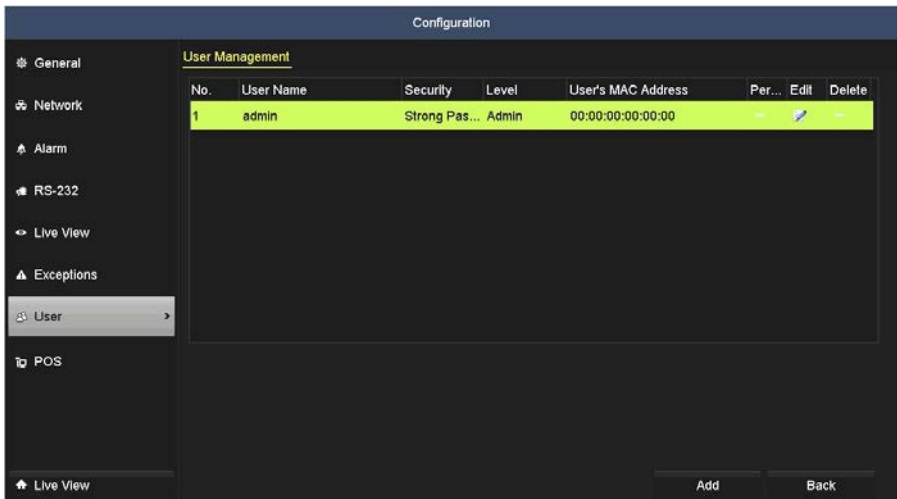 Configuration
General
Network
Alarm
RS-232
Live View
Exceptions
User
POS
Live View
User Management
No. User Name Security Level User's MAC Address Per... Edit Delete
1 admin Strong Pas... Admin 00:00:00:00:00:00
Add Back